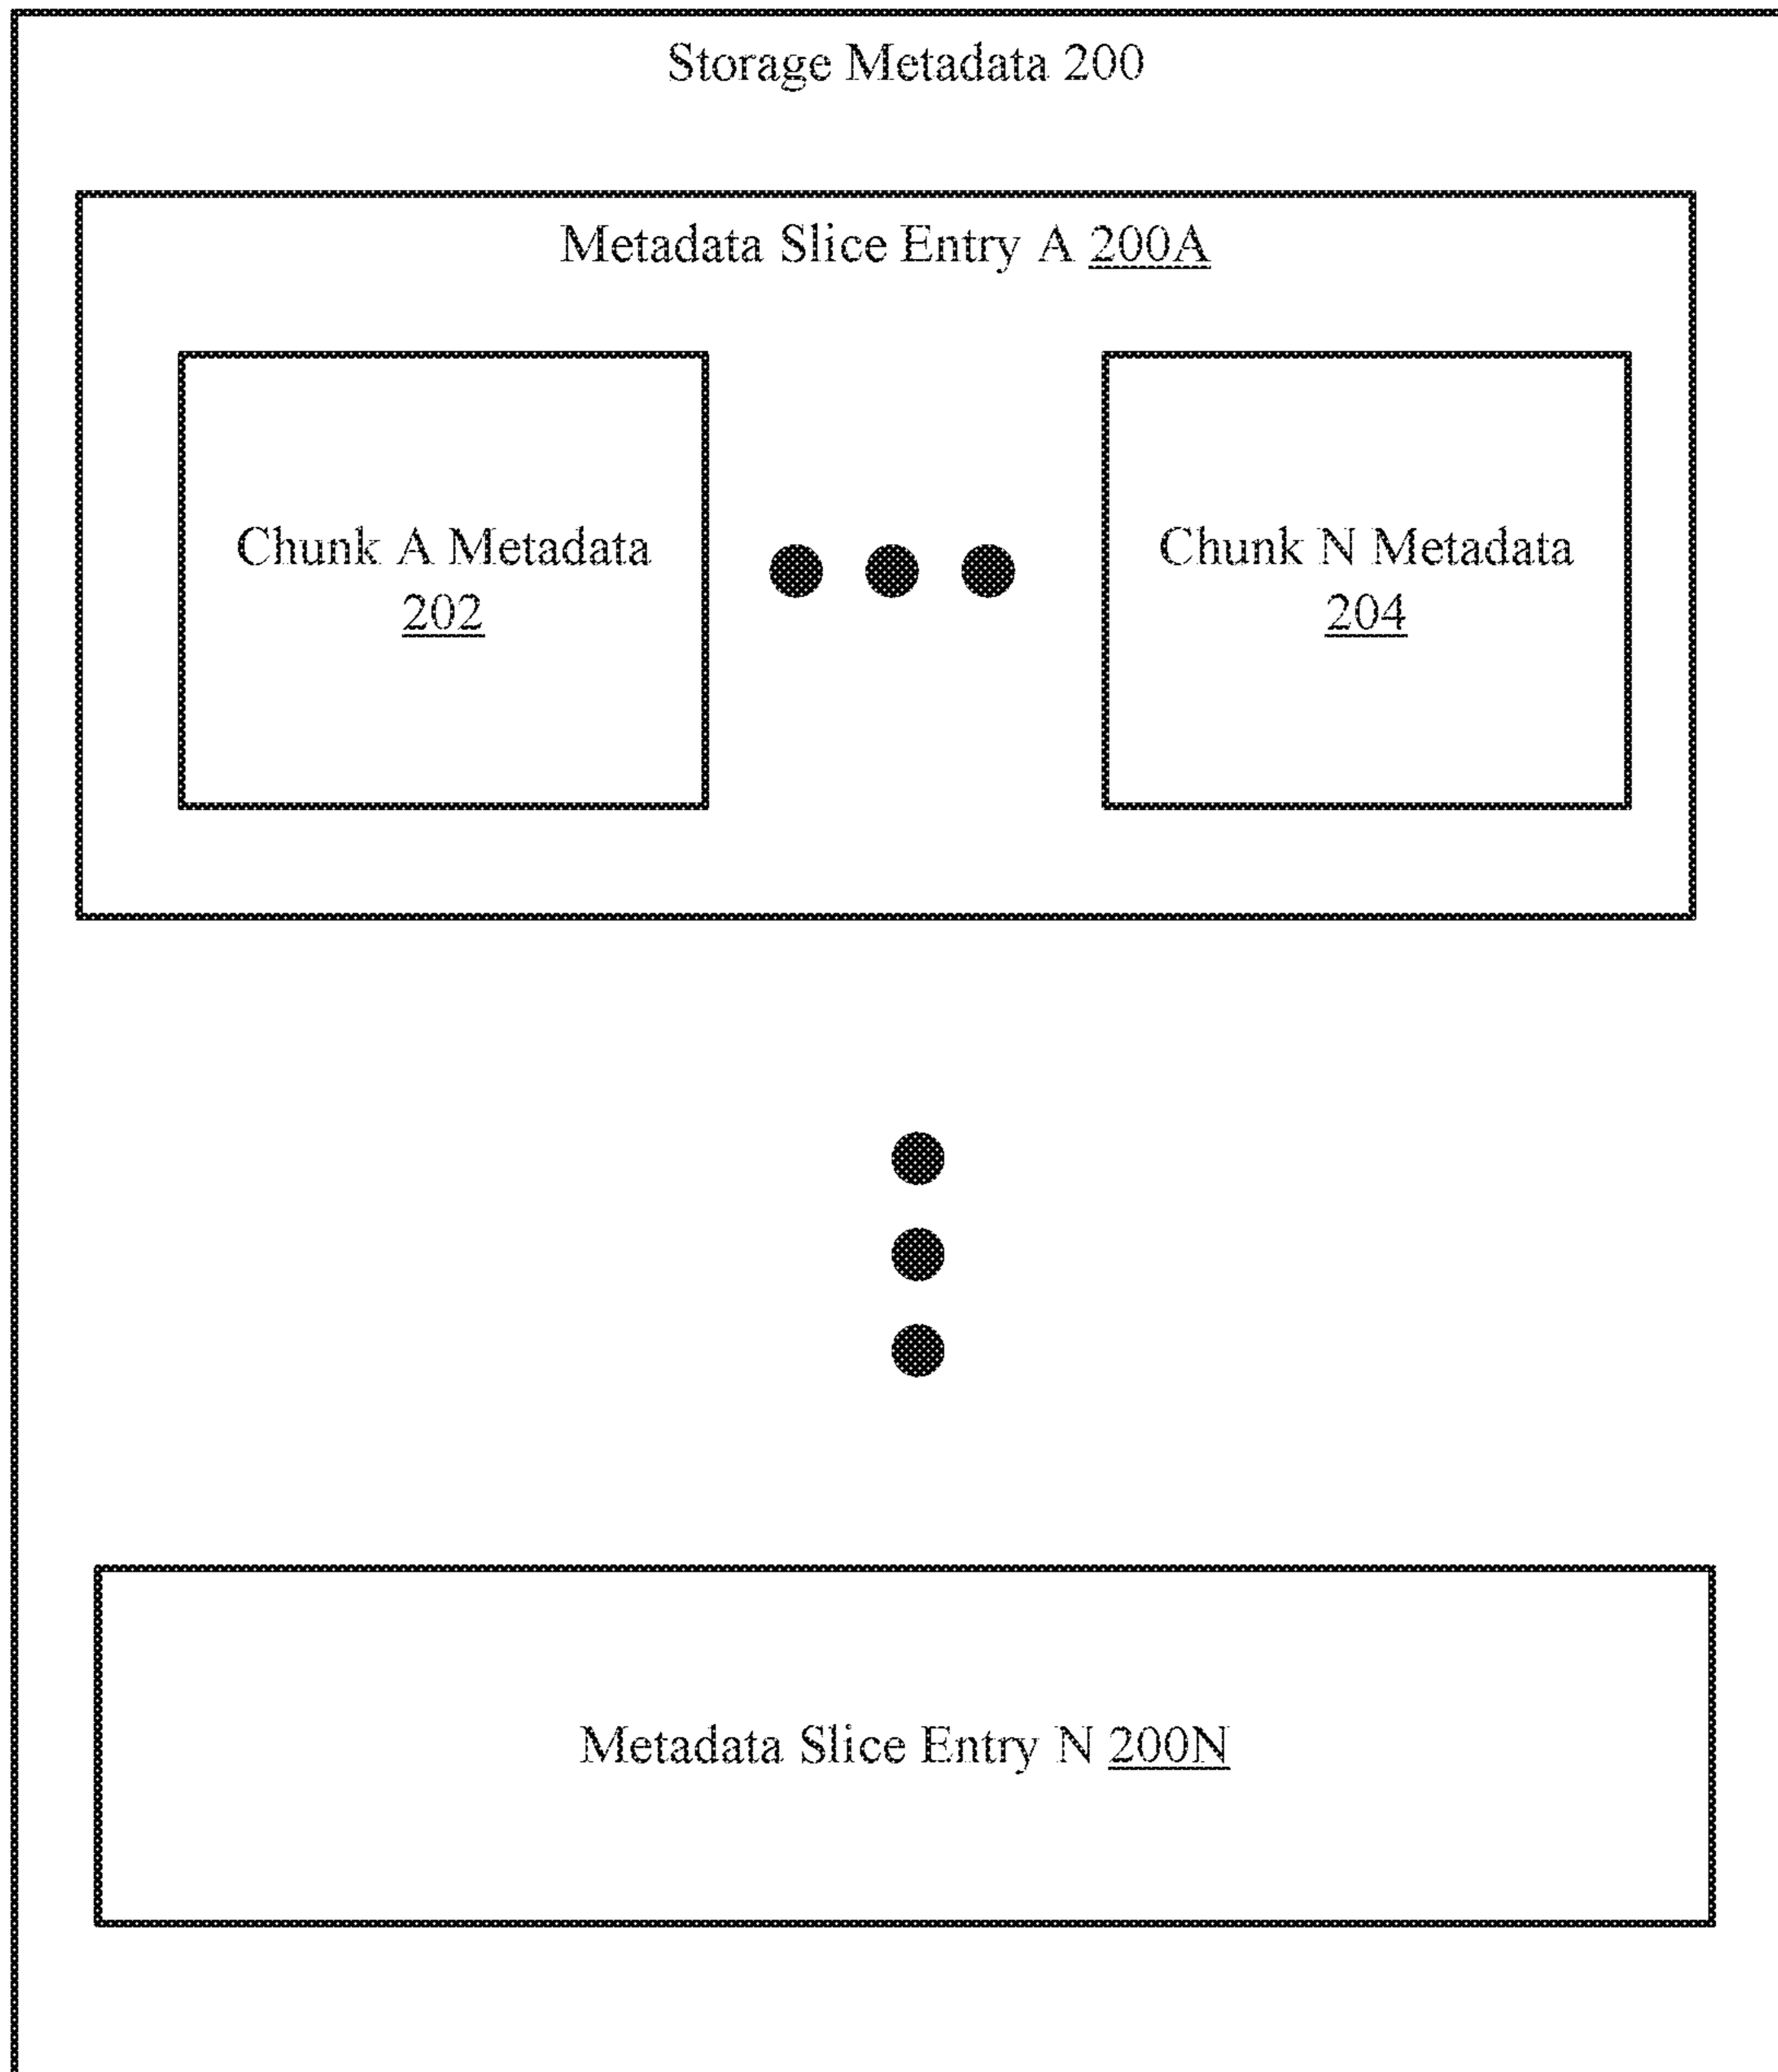 Storage Metadata 200
Metadata Slice Entry A 200A
Chunk A Metadata
202
Chunk N Metadata
204
Metadata Slice Entry N 200N